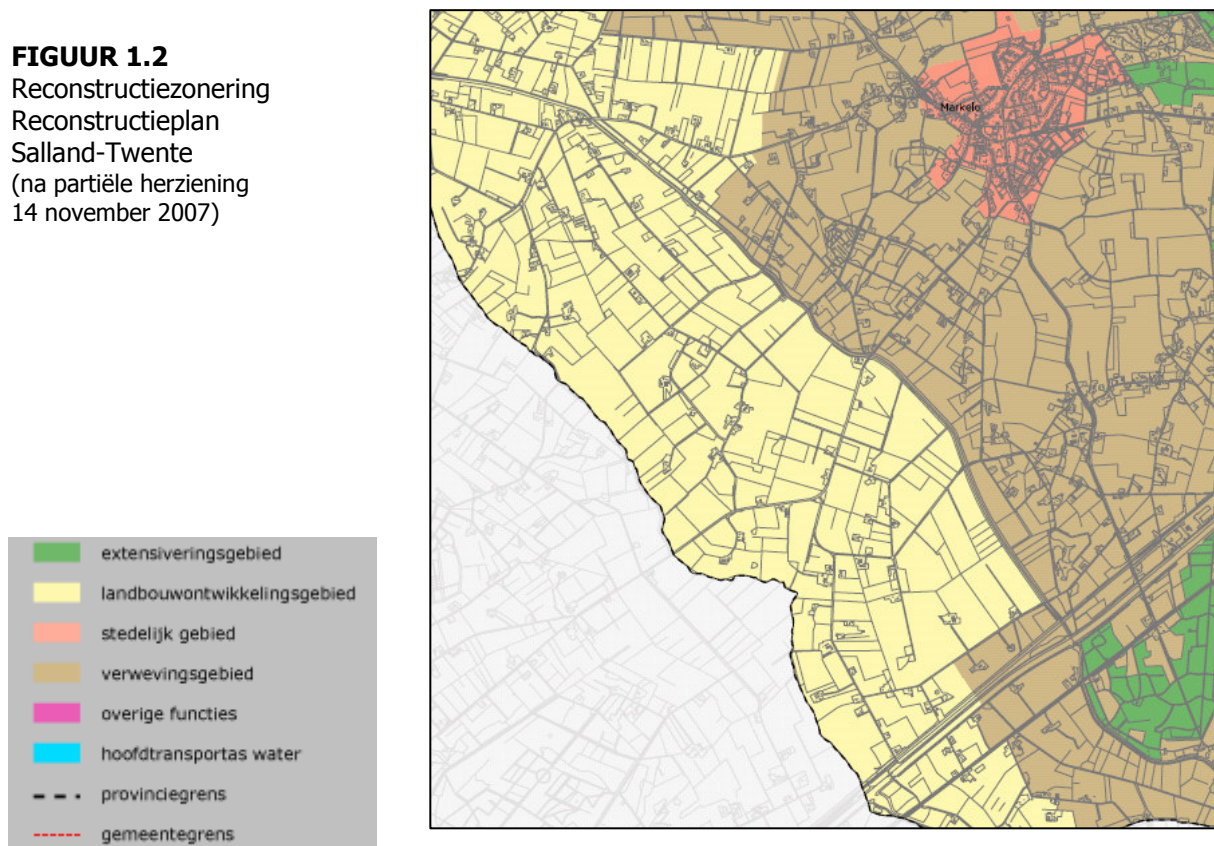 FIGUUR 1.2
Reconstructiezonering
Reconstructieplan
Salland-Twente
(na partiële herziening
14 november 2007)
Markelo
extensiveringsgebied
landbouwontwikkelingsgebied
stedelijk gebied
verwevingsgebied
overige functies
hoofdtransportas water
provinciegrens
gemeentegrens